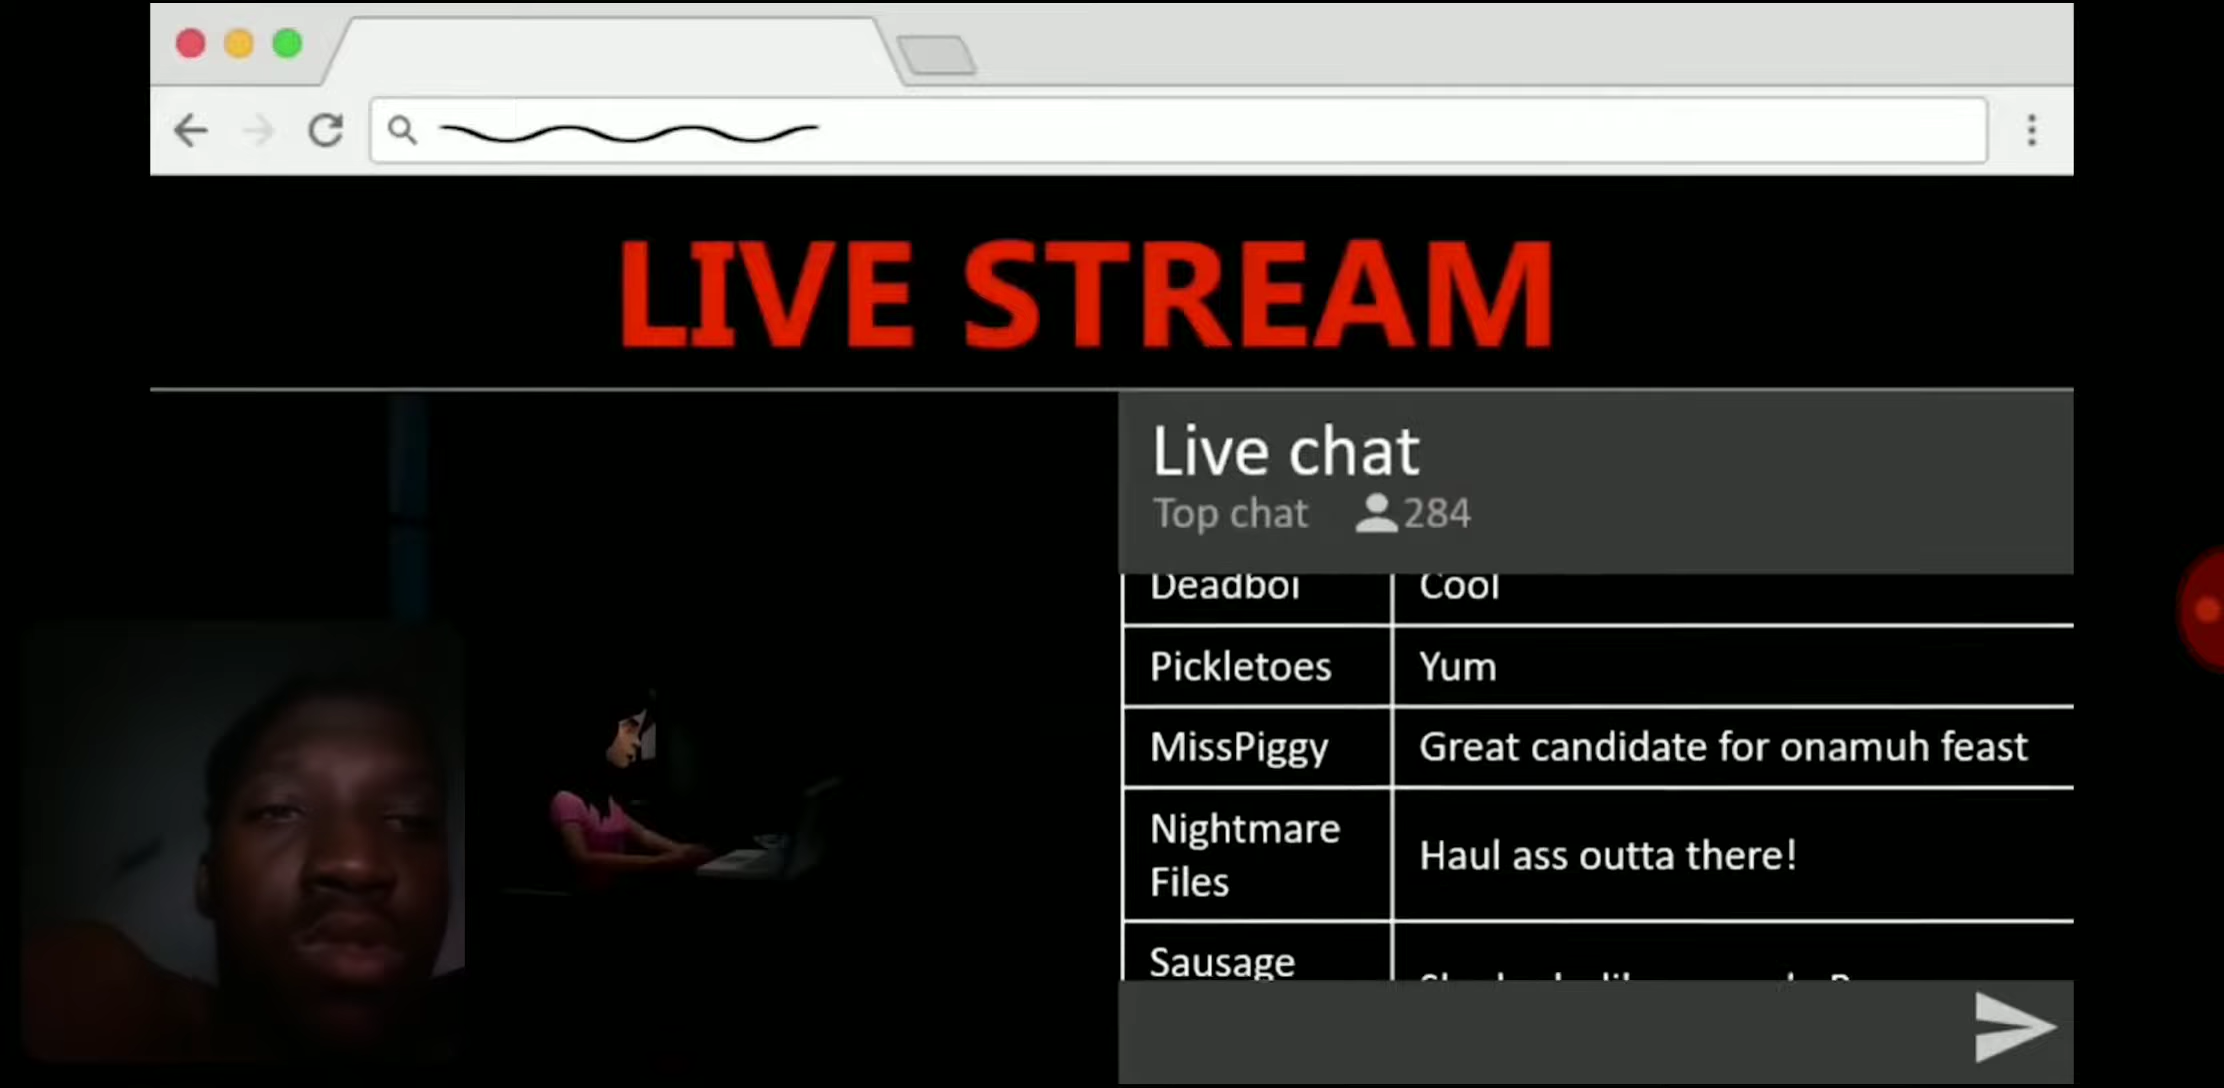 LIVE STREAM
Live chat
Top chat 284
Deadboi Cool
Pickletoes Yum
MissPiggy Great candidate for onamuh feast
Nightmare
Files Haul ass outta there!
Sausage